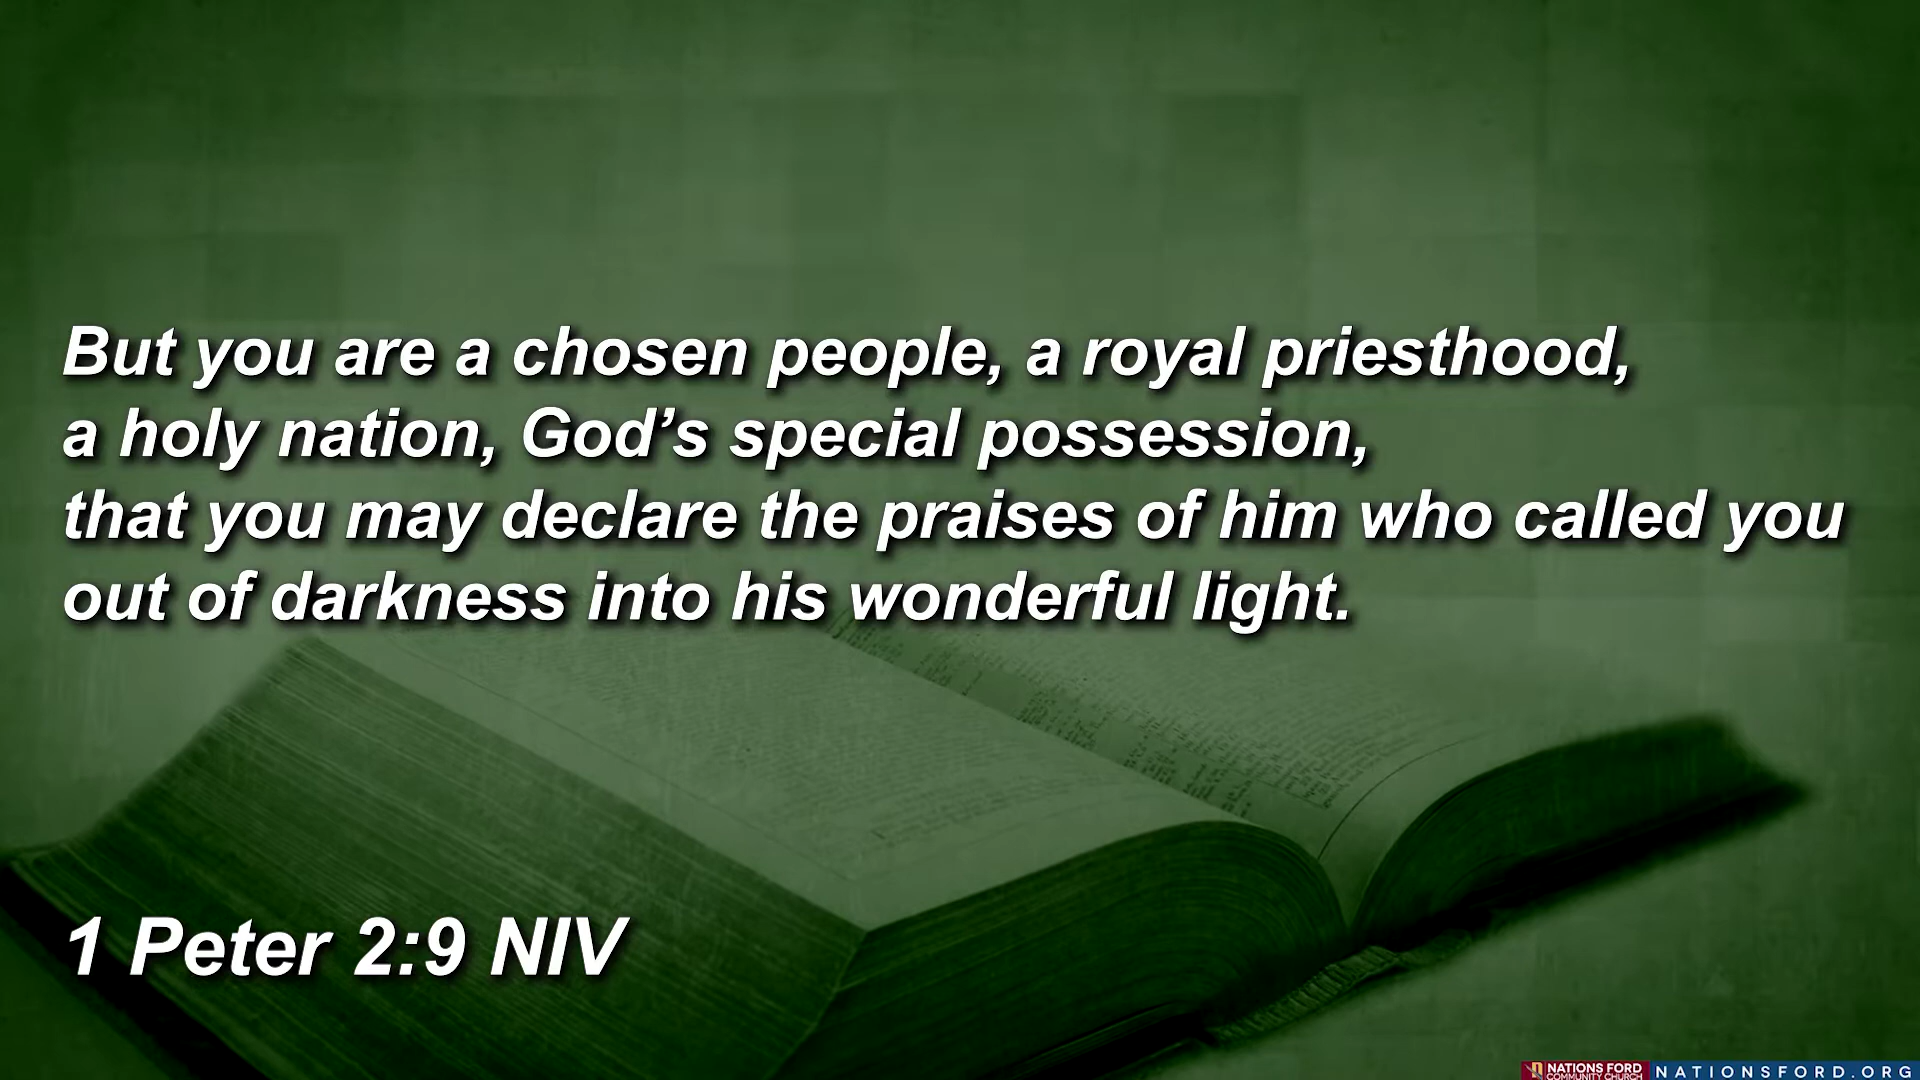 But you are a chosen people, a royal priesthood,
a holy nation, God’s special possession,
that you may declare the praises of him who called you
out of darkness into his wonderful light.
1 Peter 2:9 NIV
NATIONS FORD
COMMUNITY CHURCH
NATIONSFORD.ORG